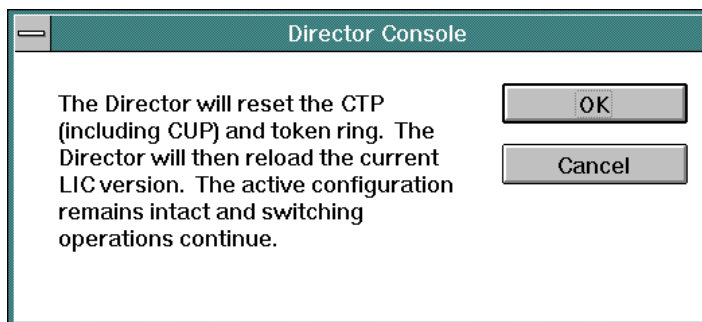 Director Console
The Director will reset the CTP
(including CUP) and token ring. The
Director will then reload the current
LIC version. The active configuration
remains intact and switching
operations continue.
OK
Cancel